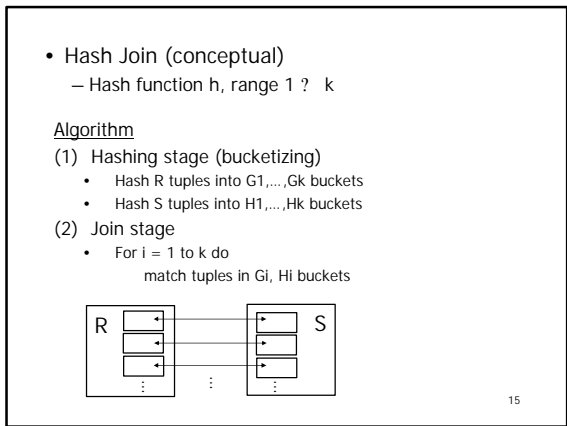 • Hash Join (conceptual)
– Hash function h, range 1 ? k
Algorithm
(1) Hashing stage (bucketizing)
• Hash R tuples into G1,...,Gk buckets
• Hash S tuples into H1,...,Hk buckets
(2) Join stage
• For i = 1 to k do
match tuples in Gi, Hi buckets
R S
⋮ ⋮ ⋮
15